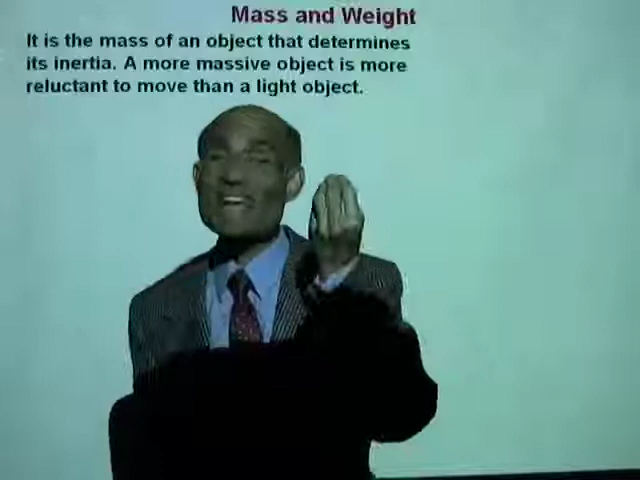 Mass and Weight
It is the mass of an object that determines
its inertia. A more massive object is more
reluctant to move than a light object.